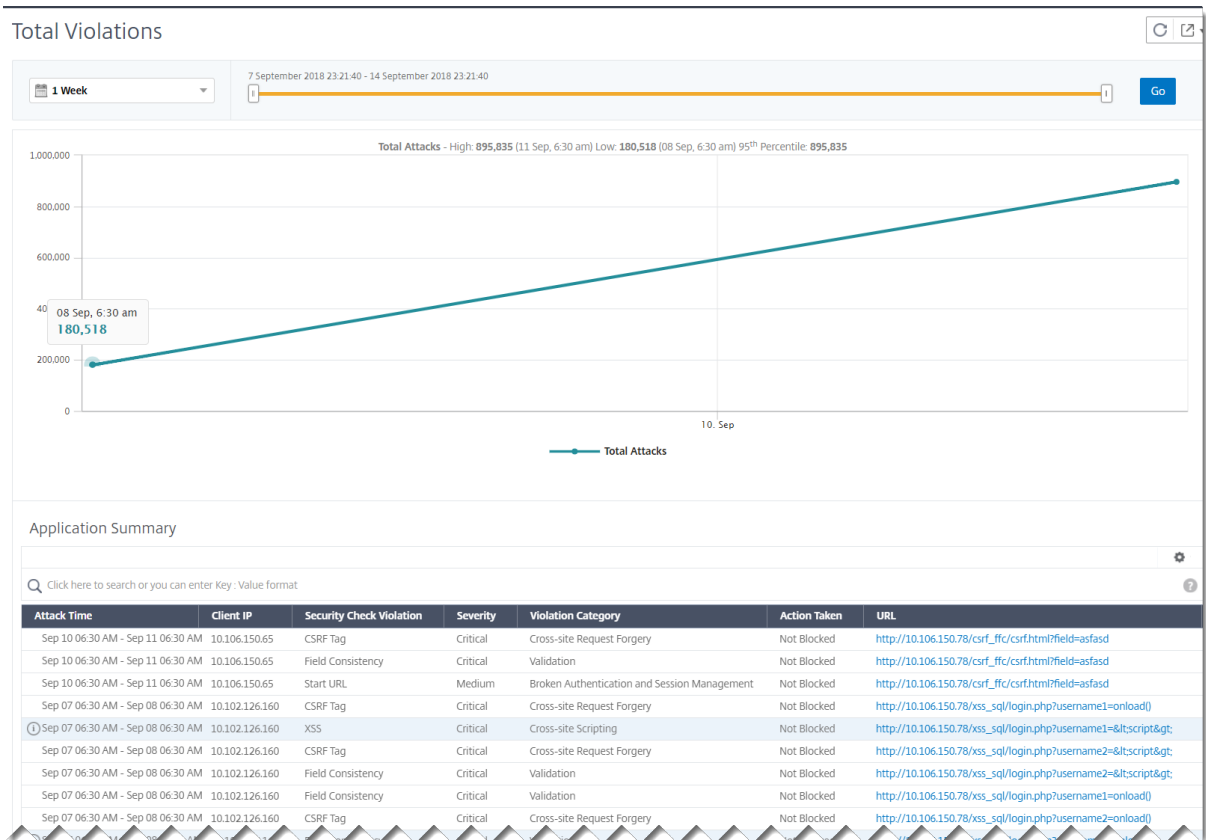 Total Violations
1 Week
7 September 2018 23:21:40 - 14 September 2018 23:21:40
Go
Total Attacks - High: 895,835 (11 Sep, 6:30 am) Low: 180,518 (08 Sep, 6:30 am) 95th Percentile: 895,835
1,000,000
800,000
600,000
40
08 Sep, 6:30 am
180,518
200,000
0
10. Sep
Total Attacks
Application Summary
Click here to search or you can enter Key : Value format
Attack Time Client IP Security Check Violation Severity Violation Category Action Taken URL
Sep 10 06:30 AM - Sep 11 06:30 AM 10.106.150.65 CSRF Tag Critical Cross-site Request Forgery Not Blocked http://10.106.150.78/csrf_ffc/csrf.html?field=asfasd
Sep 10 06:30 AM - Sep 11 06:30 AM 10.106.150.65 Field Consistency Critical Validation Not Blocked http://10.106.150.78/csrf_ffc/csrf.html?field=asfasd
Sep 10 06:30 AM - Sep 11 06:30 AM 10.106.150.65 Start URL Medium Broken Authentication and Session Management Not Blocked http://10.106.150.78/csrf_ffc/csrf.html?field=asfasd
Sep 07 06:30 AM - Sep 08 06:30 AM 10.102.126.160 CSRF Tag Critical Cross-site Request Forgery Not Blocked http://10.106.150.78/xss_sql/login.php?username1=onload()
Sep 07 06:30 AM - Sep 08 06:30 AM 10.102.126.160 XSS Critical Cross-site Scripting Not Blocked http://10.106.150.78/xss_sql/login.php?username1=&lt;script&gt;
Sep 07 06:30 AM - Sep 08 06:30 AM 10.102.126.160 CSRF Tag Critical Cross-site Request Forgery Not Blocked http://10.106.150.78/xss_sql/login.php?username2=&lt;script&gt;
Sep 07 06:30 AM - Sep 08 06:30 AM 10.102.126.160 Field Consistency Critical Validation Not Blocked http://10.106.150.78/xss_sql/login.php?username2=&lt;script&gt;
Sep 07 06:30 AM - Sep 08 06:30 AM 10.102.126.160 Field Consistency Critical Validation Not Blocked http://10.106.150.78/xss_sql/login.php?username1=onload()
Sep 07 06:30 AM - Sep 08 06:30 AM 10.102.126.160 CSRF Tag Critical Cross-site Request Forgery Not Blocked http://10.106.150.78/xss_sql/login.php?username2=onload()